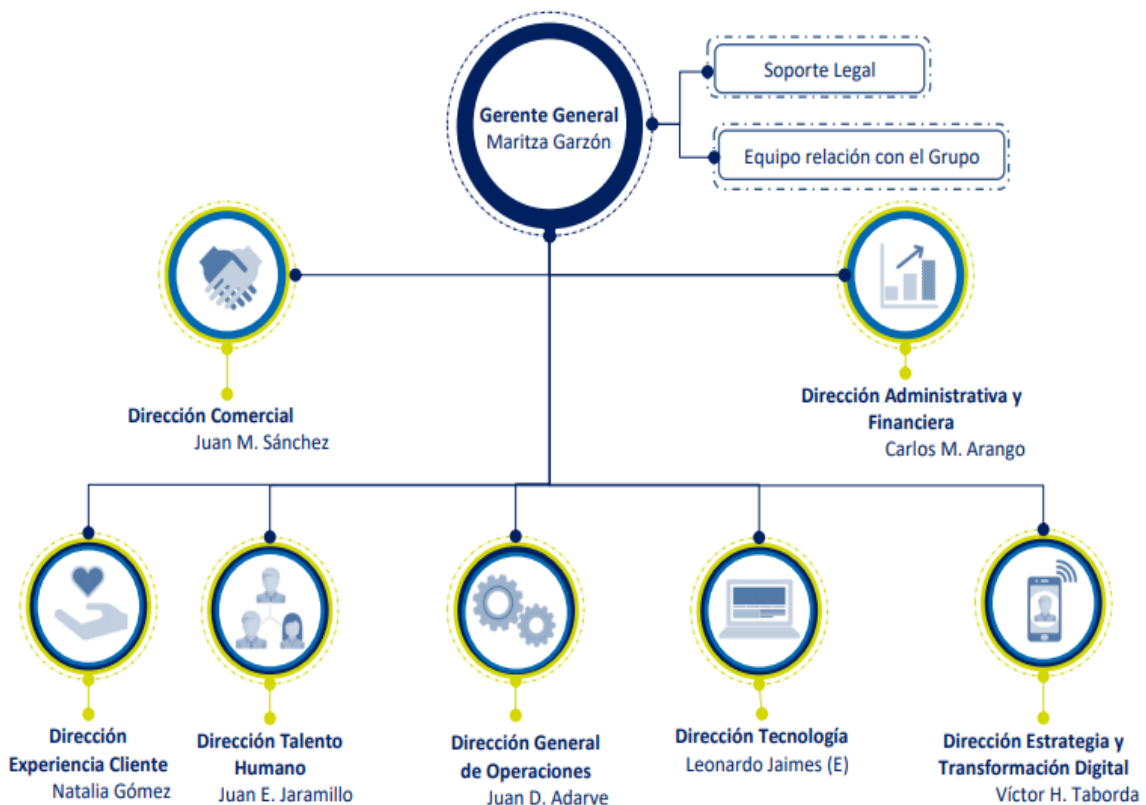 Gerente General
Maritza Garzón
Soporte Legal
Equipo relación con el Grupo
Dirección Comercial
Juan M. Sánchez
Dirección Administrativa y
Financiera
Carlos M. Arango
Dirección
Experiencia Cliente
Natalia Gómez
Dirección Talento
Humano
Juan E. Jaramillo
Dirección General
de Operaciones
Juan D. Adarve
Dirección Tecnología
Leonardo Jaimes (E)
Dirección Estrategia y
Transformación Digital
Víctor H. Taborda